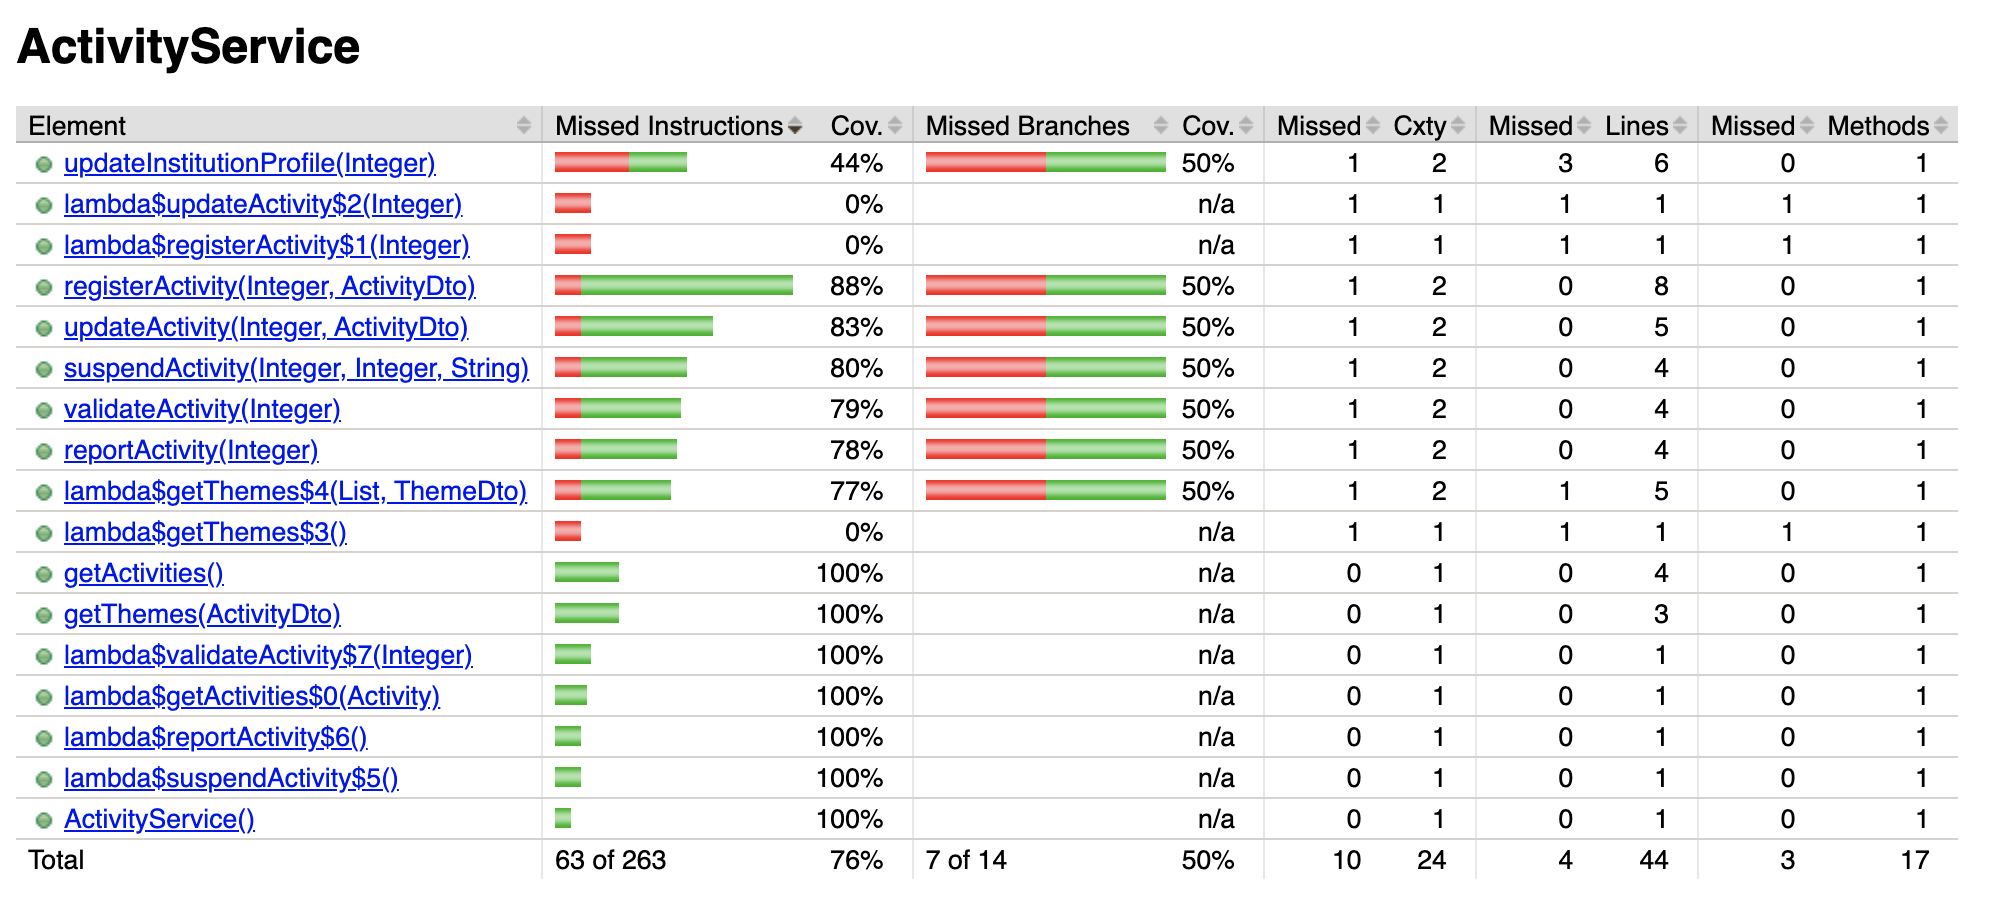 ActivityService
Element Missed Instructions Cov. Missed Branches Cov. Missed Cxty Missed Lines Missed Methods
updateInstitutionProfile(Integer) 44% 50% 1 2 3 6 0 1
lambda$updateActivity$2(Integer) 0% n/a 1 1 1 1 1 1
lambda$registerActivity$1(Integer) 0% n/a 1 1 1 1 1 1
registerActivity(Integer, ActivityDto) 88% 50% 1 2 0 8 0 1
updateActivity(Integer, ActivityDto) 83% 50% 1 2 0 5 0 1
suspendActivity(Integer, Integer, String) 80% 50% 1 2 0 4 0 1
validateActivity(Integer) 79% 50% 1 2 0 4 0 1
reportActivity(Integer) 78% 50% 1 2 0 4 0 1
lambda$getThemes$4(List, ThemeDto) 77% 50% 1 2 1 5 0 1
lambda$getThemes$3() 0% n/a 1 1 1 1 1 1
getActivities() 100% n/a 0 1 0 4 0 1
getThemes(ActivityDto) 100% n/a 0 1 0 3 0 1
lambda$validateActivity$7(Integer) 100% n/a 0 1 0 1 0 1
lambda$getActivities$0(Activity) 100% n/a 0 1 0 1 0 1
lambda$reportActivity$6() 100% n/a 0 1 0 1 0 1
lambda$suspendActivity$5() 100% n/a 0 1 0 1 0 1
ActivityService() 100% n/a 0 1 0 1 0 1
Total 63 of 263 76% 7 of 14 50% 10 24 4 44 3 17